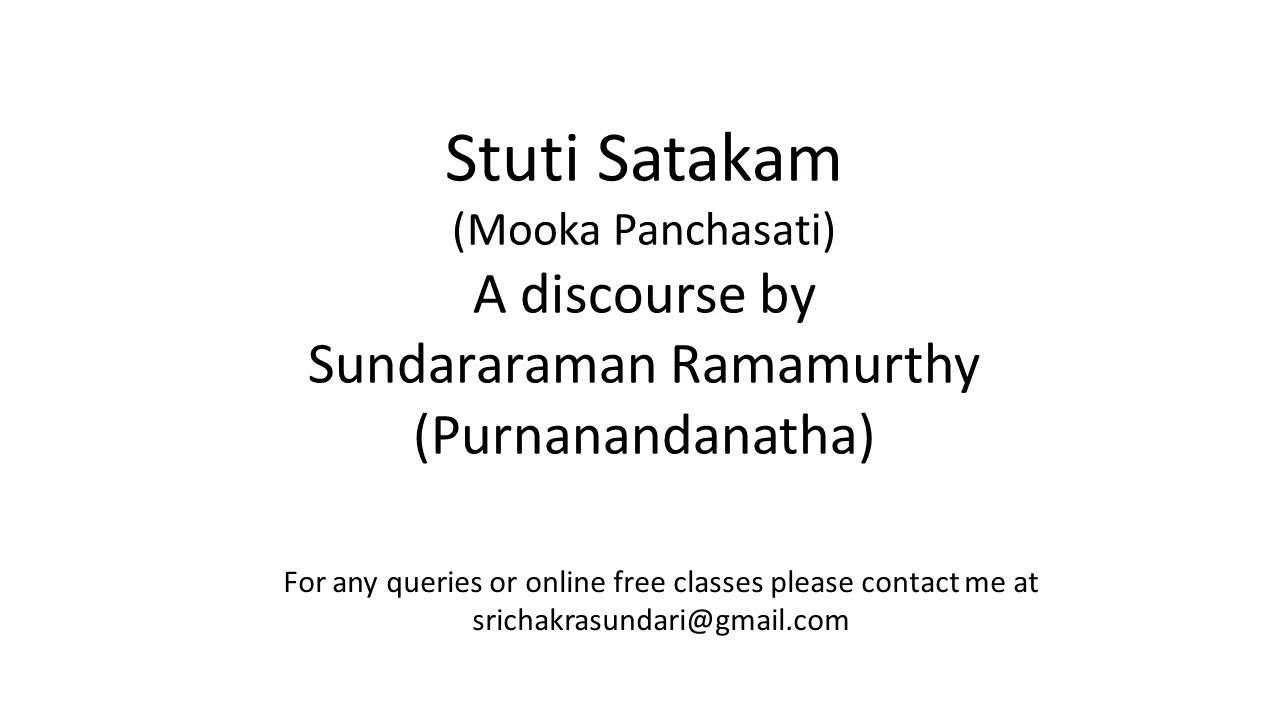 Stuti Satakam
(Mooka Panchasati)
A discourse by
Sundararaman Ramamurthy
(Purnanandanatha)
For any queries or online free classes please contact me at
srichakrasundari@gmail.com